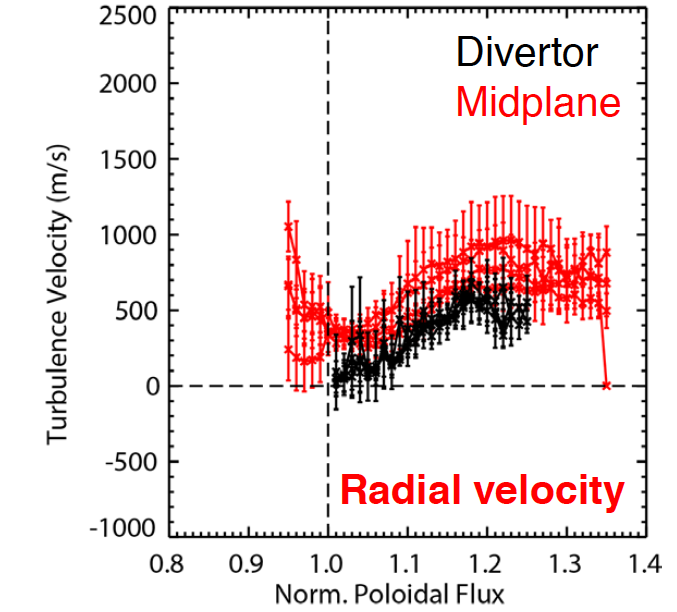 2500
2000
1500
1000
500
0
-500
-1000
Turbulence Velocity (m/s)
Divertor
Midplane
Radial velocity
0.8 0.9 1.0 1.1 1.2 1.3 1.4
Norm. Poloidal Flux